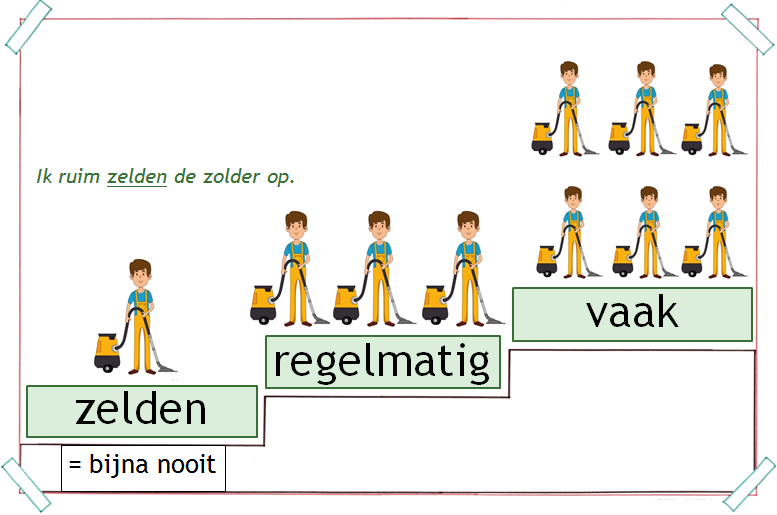 Ik ruim zelden de zolder op.
vaak
regelmatig
zelden
= bijna nooit